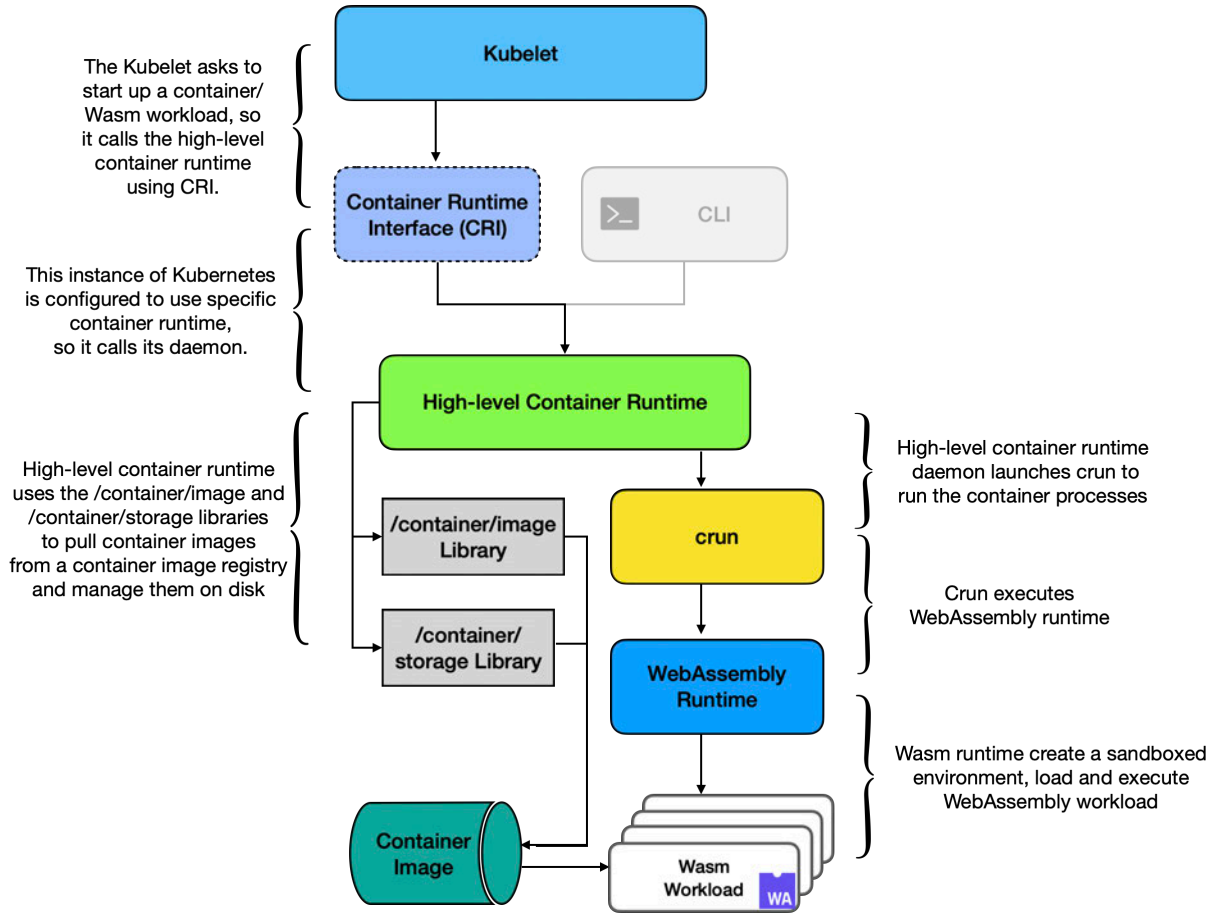 Kubelet
The Kubelet asks to
start up a container/
Wasm workload, so
it calls the high-level
container runtime
using CRI.
Container Runtime
Interface (CRI)
>_
CLI
This instance of Kubernetes
is configured to use specific
container runtime,
so it calls its daemon.
High-level Container Runtime
High-level container runtime
uses the /container/image and
/container/storage libraries
to pull container images
from a container image registry
and manage them on disk
/container/image
Library
/container/
storage Library
High-level container runtime
daemon launches crun to
run the container processes
crun
Crun executes
WebAssembly runtime
WebAssembly
Runtime
Wasm runtime create a sandboxed
environment, load and execute
WebAssembly workload
Container
Image
Wasm
Workload
WA